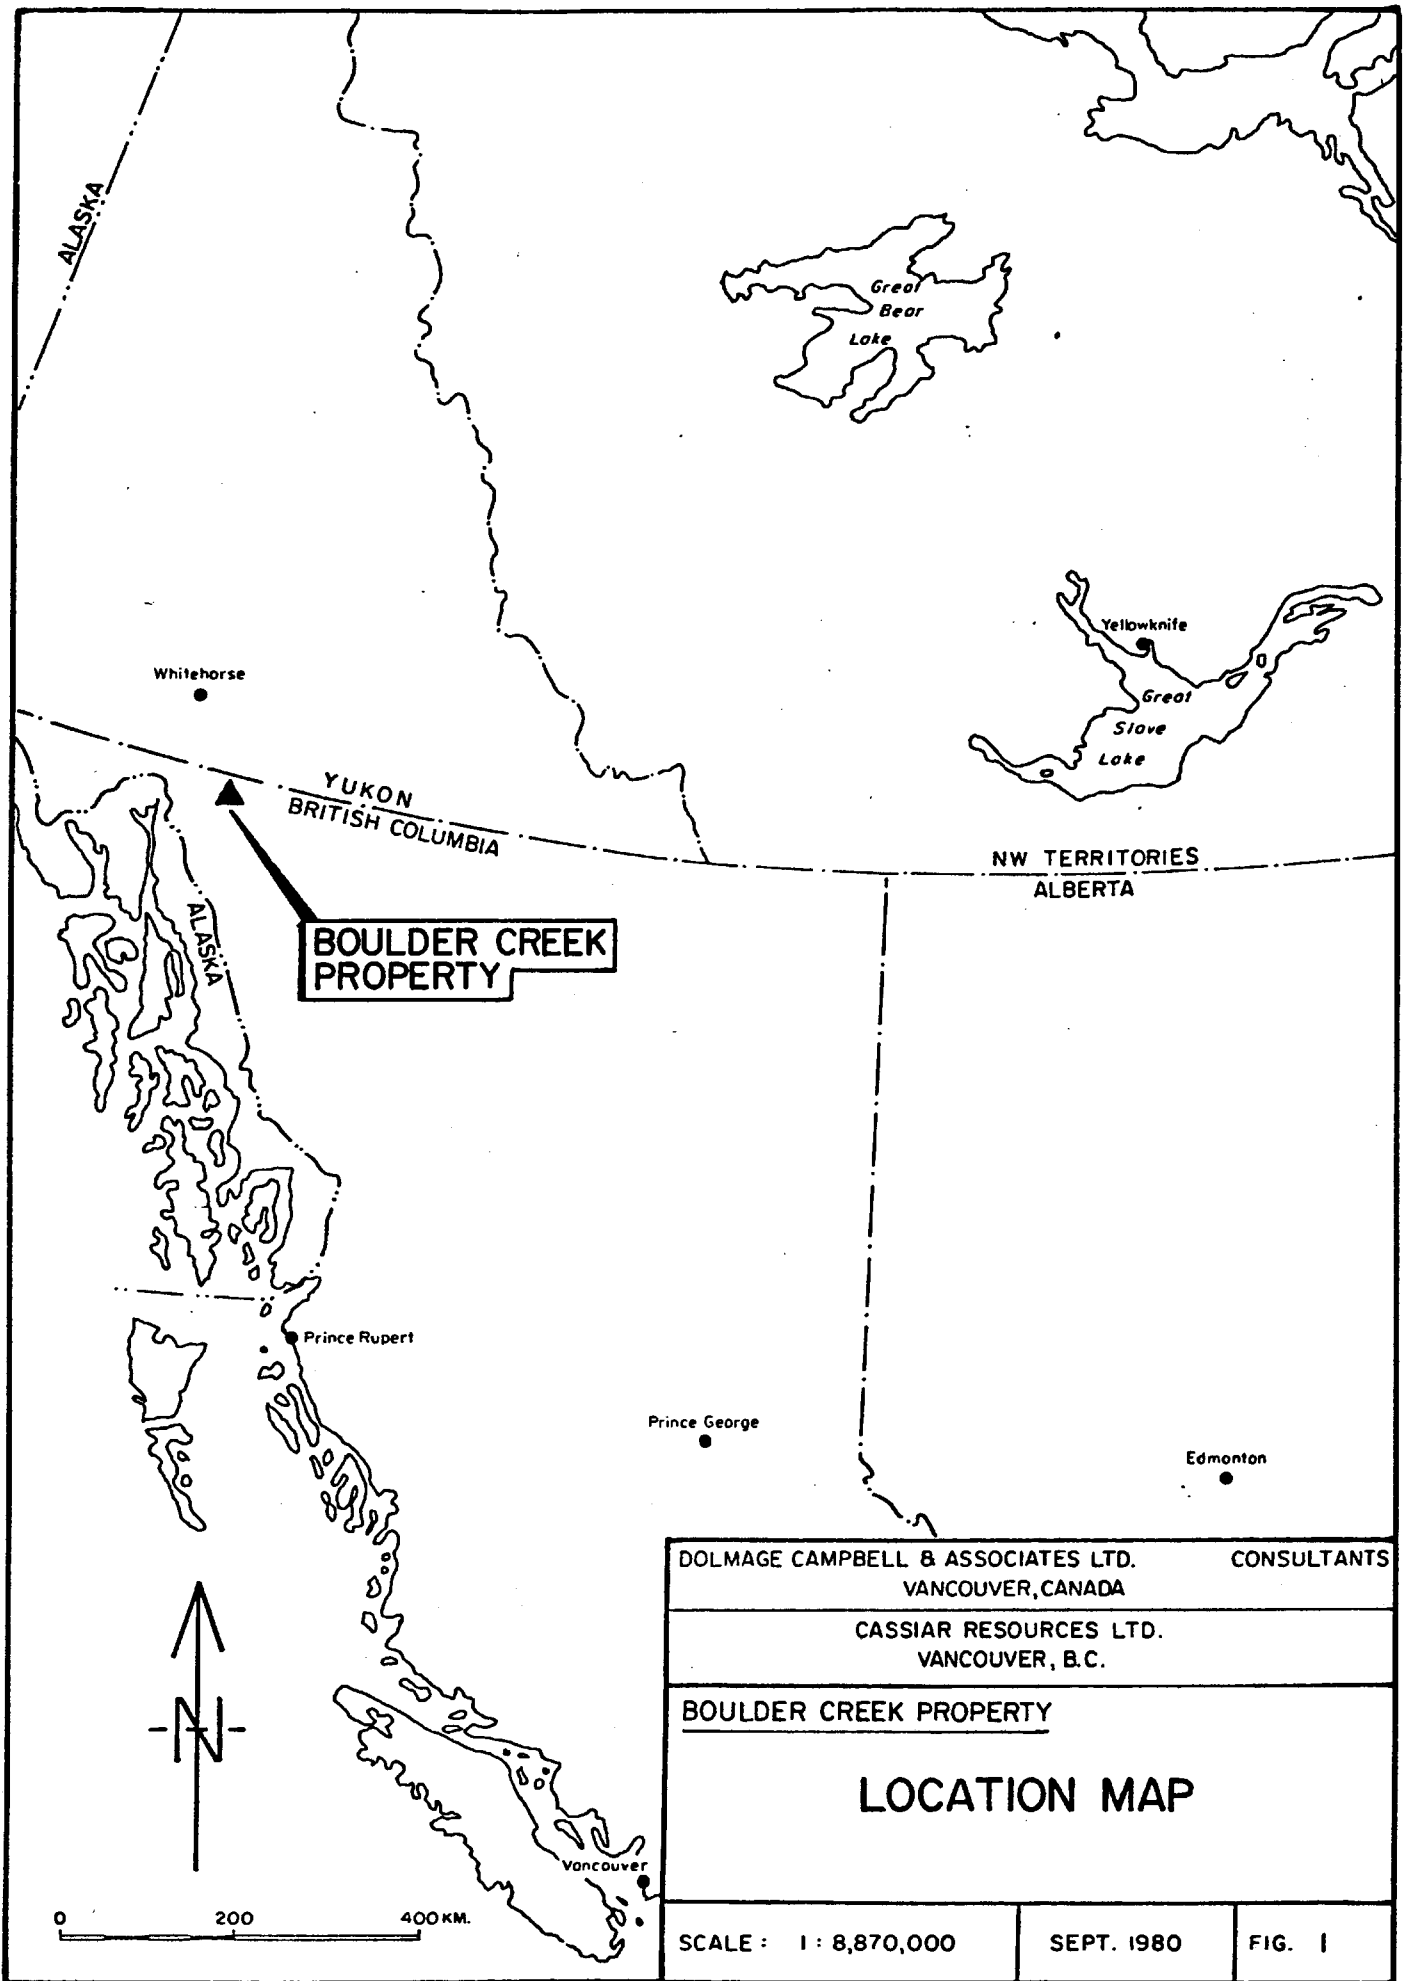 ALASKA
Great
Bear
Lake
Yellowknife
Great
Slave
Lake
Whitehorse
YUKON
BRITISH COLUMBIA
NW TERRITORIES
ALBERTA
ALASKA
BOULDER CREEK
PROPERTY
Prince Rupert
Prince George
Edmonton
N
Vancouver
0 200 400 KM.
DOLMAGE CAMPBELL & ASSOCIATES LTD. CONSULTANTS
VANCOUVER, CANADA
CASSIAR RESOURCES LTD.
VANCOUVER, B.C.
BOULDER CREEK PROPERTY
LOCATION MAP
SCALE: 1:8,870,000
SEPT. 1980
FIG. 1